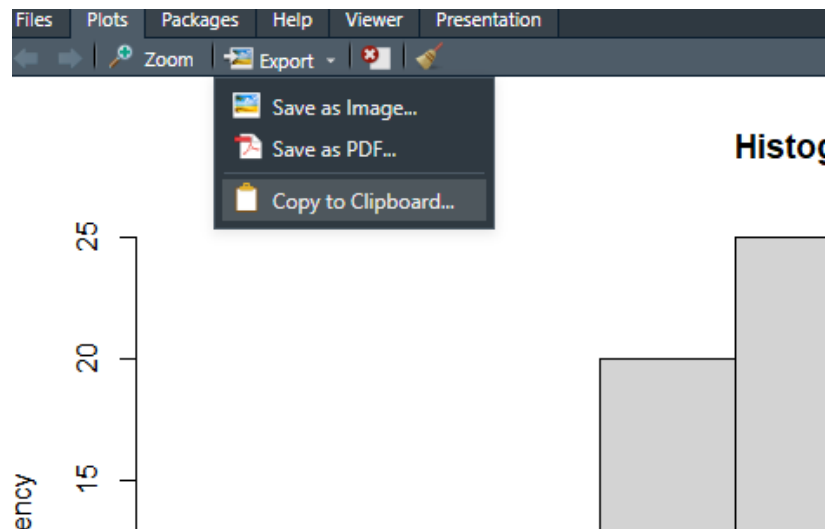 Files Plots Packages Help Viewer Presentation
Zoom Export
Save as Image...
Save as PDF...
Copy to Clipboard...
Histog
25
20
15
ency